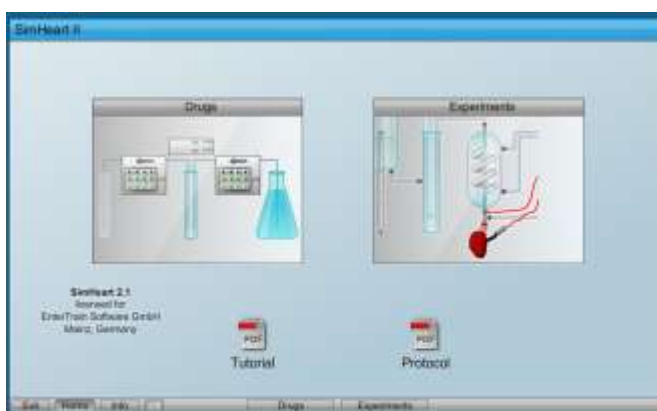 SimHeart II
Drugs
Experiments
SimHeart 2.1
licensed for
EnterTrain Software GmbH
Mainz, Germany
PDF
PDF
Tutorial
Protocol
Exit Home Info Drugs Experiments